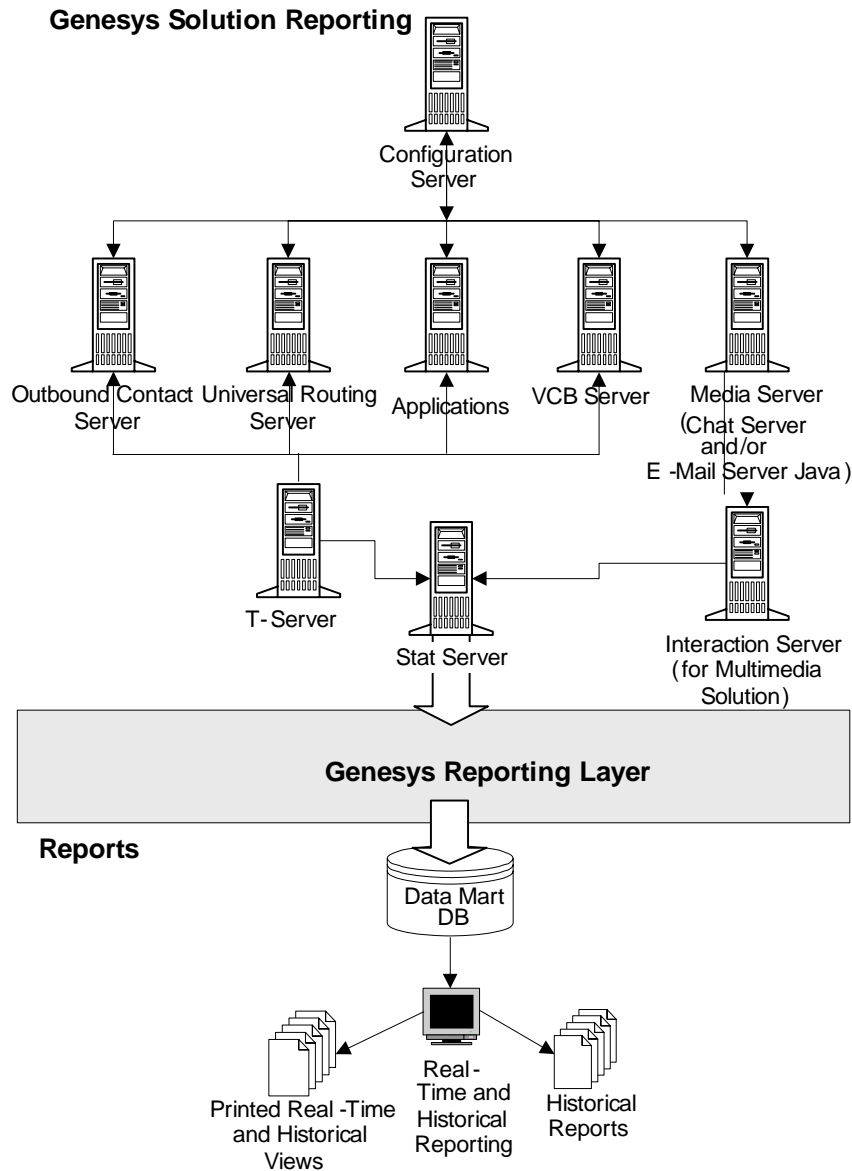 Genesys Solution Reporting
Configuration
Server
Outbound Contact
Server
Universal Routing
Server
Applications
VCB Server
Media Server
(Chat Server
and/or
E -Mail Server Java)
T-Server
Stat Server
Interaction Server
(for Multimedia
Solution)
Genesys Reporting Layer
Reports
Data Mart
DB
Real-
Time and
Historical
Reporting
Printed Real -Time
and Historical
Views
Historical
Reports